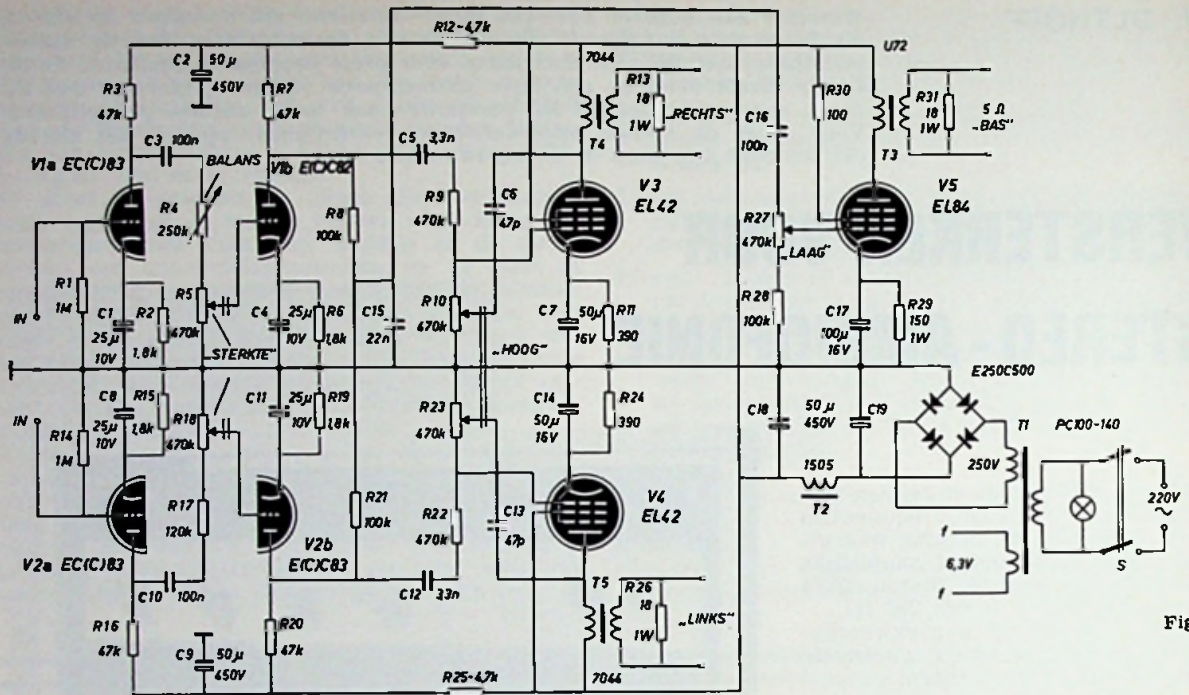 R12-4,7k
C2
50µ
450V
R3
47k
R7
47k
C3
100n
BALANS
V1a EC(C)83
V1b E(C)C82
C5 3,3n
R4
250k
R8
100k
R9
470k
C6
47p
7044
T4
R13
18
1W
„RECHTS"
V3
EL42
C16
100n
R30
100
U72
T3
R31
18
1W
5 Ω
„BAS"
V5
EL84
IN
R1
1M
C1
25µ
10V
R2
1,8k
R5
470k
„STERKTE"
C4
25µ
10V
R6
1,8k
C15
22n
R10
470k
„HOOG"
C7
50µ
16V
R11
390
R27
470k
„LAAG"
R28
100k
C17
100µ
16V
R29
150
1W
IN
R14
1M
C8
25µ
10V
R15
1,8k
R18
470k
C11
25µ
10V
R19
1,8k
R23
470k
C14
50µ
16V
R24
390
C18
50µ
450V
C19
E250C500
250V
T1
PC100-140
220V
~
S
f
6,3V
f
1505
T2
R17
120k
R21
100k
R22
470k
C13
47p
V4
EL42
V2a EC(C)83
C10
100n
V2b
E(C)C83
C12 3,3n
R16
47k
C9
50µ
450V
R20
47k
R25-4,7k
T5
7044
R26
18
1W
„LINKS"
Fig